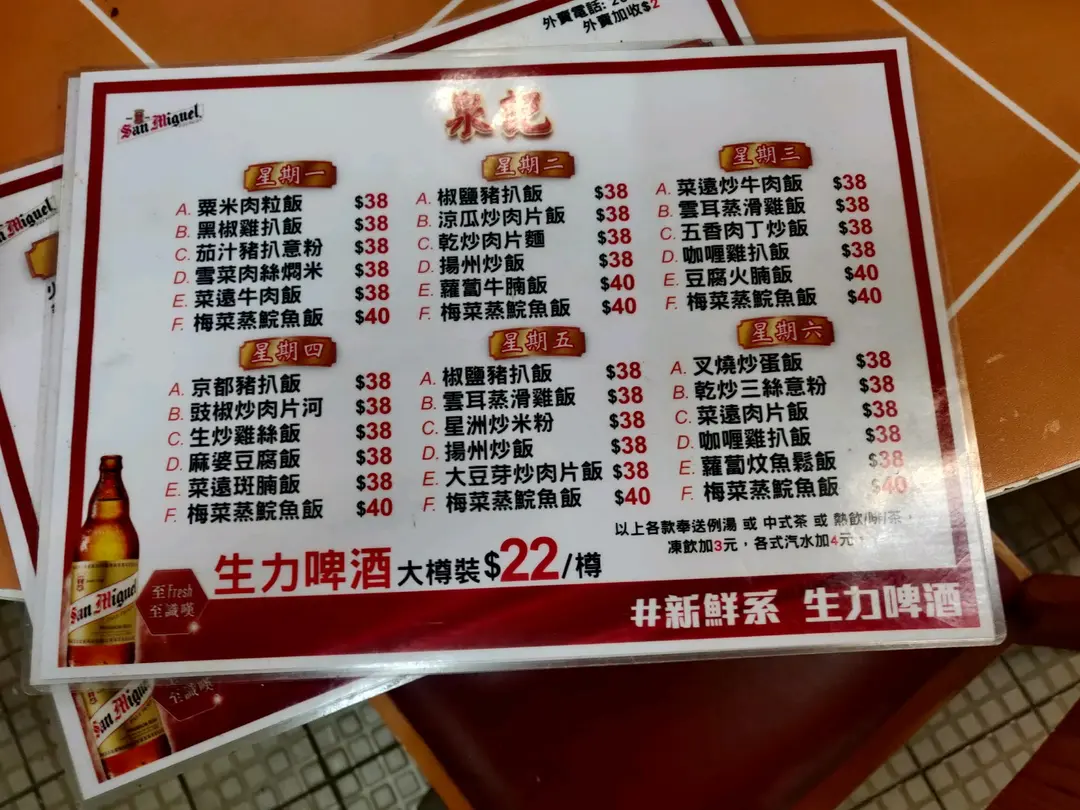 外賣電話: 2
外賣加收$2
San Miguel
泉記
星期一
A. 粟米肉粒飯 $38
B. 黑椒雞扒飯 $38
C. 茄汁豬扒意粉 $38
D. 雪菜肉絲燜米 $38
E. 菜遠牛肉飯 $38
F. 梅菜蒸鯇魚飯 $40
星期二
A. 椒鹽豬扒飯 $38
B. 涼瓜炒肉片飯 $38
C. 乾炒肉片麵 $38
D. 揚州炒飯 $38
E. 蘿蔔牛腩飯 $40
F. 梅菜蒸鯇魚飯 $40
星期三
A. 菜遠炒牛肉飯 $38
B. 雲耳蒸滑雞飯 $38
C. 五香肉丁炒飯 $38
D. 咖喱雞扒飯 $38
E. 豆腐火腩飯 $40
F. 梅菜蒸鯇魚飯 $40
星期四
A. 京都豬扒飯 $38
B. 豉椒炒肉片河 $38
C. 生炒雞絲飯 $38
D. 麻婆豆腐飯 $38
E. 菜遠斑腩飯 $38
F. 梅菜蒸鯇魚飯 $40
星期五
A. 椒鹽豬扒飯 $38
B. 雲耳蒸滑雞飯 $38
C. 星洲炒米粉 $38
D. 揚州炒飯 $38
E. 大豆芽炒肉片飯 $38
F. 梅菜蒸鯇魚飯 $40
星期六
A. 叉燒炒蛋飯 $38
B. 乾炒三絲意粉 $38
C. 菜遠肉片飯 $38
D. 咖喱雞扒飯 $38
E. 蘿蔔炆魚鬆飯 $38
F. 梅菜蒸鯇魚飯 $40
以上各款奉送例湯 或 中式茶 或 熱飲
凍飲加3元，各式汽水加4元
生力啤酒 大樽裝 $22/樽
至Fresh
至識嘆
San Miguel
#新鮮系 生力啤酒
San Miguel
至識嘆
San Miguel